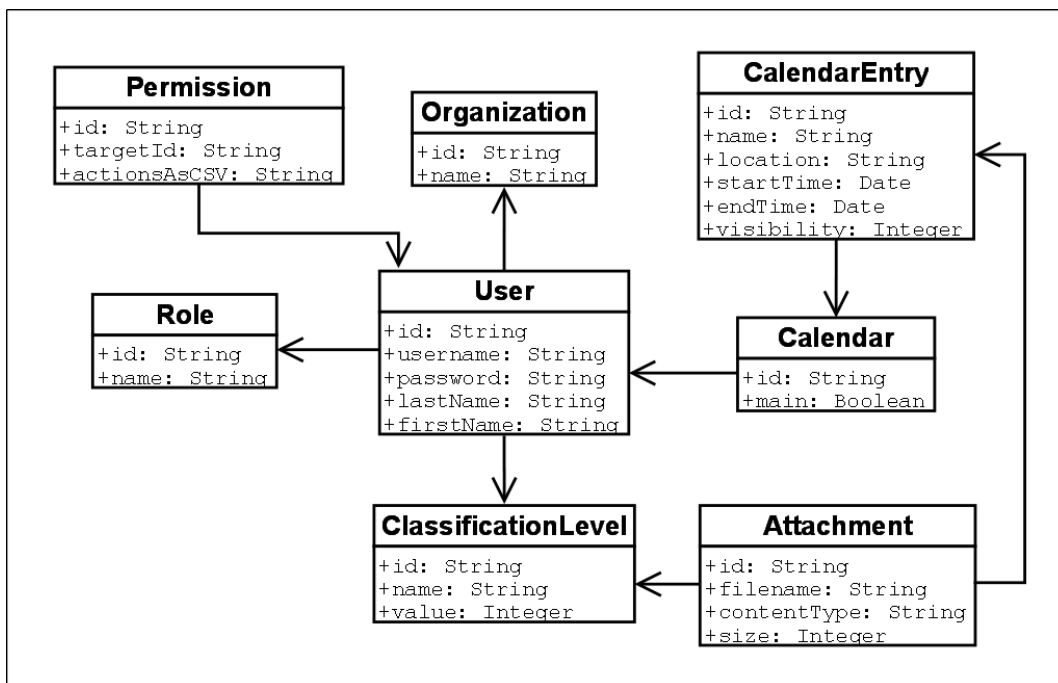 Permission
+id: String
+targetId: String
+actionsAsCSV: String
Organization
+id: String
+name: String
CalendarEntry
+id: String
+name: String
+location: String
+startTime: Date
+endTime: Date
+visibility: Integer
Role
+id: String
+name: String
User
+id: String
+username: String
+password: String
+lastName: String
+firstName: String
Calendar
+id: String
+main: Boolean
ClassificationLevel
+id: String
+name: String
+value: Integer
Attachment
+id: String
+filename: String
+contentType: String
+size: Integer